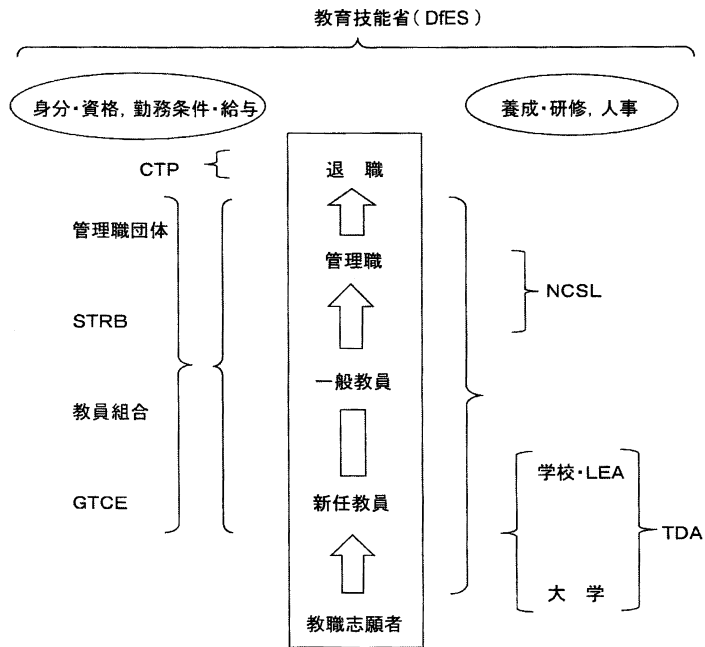 教育技能省(DfES)
身分・資格, 勤務条件・給与
養成・研修, 人事
CTP
退 職
管理職団体
管理職
NCSL
STRB
一般教員
教員組合
学校・LEA
GTCE
新任教員
TDA
大 学
教職志願者